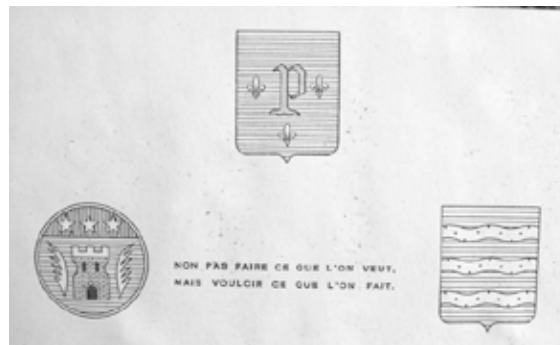 P
NON PAS FAIRE CE QUE L'ON VEUT,
MAIS VOULOIR CE QUE L'ON FAIT.